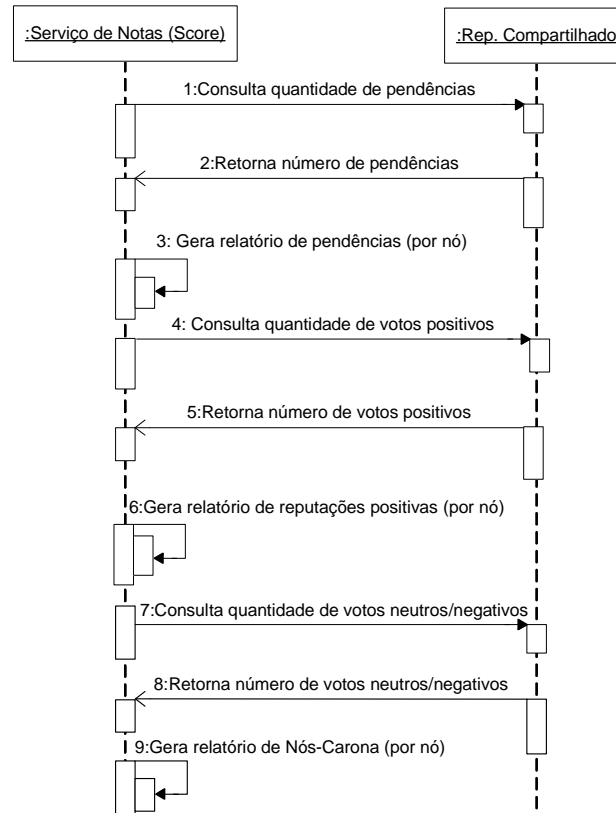 :Serviço de Notas (Score)
:Rep. Compartilhado
1:Consulta quantidade de pendências
2:Retorna número de pendências
3: Gera relatório de pendências (por nó)
4: Consulta quantidade de votos positivos
5:Retorna número de votos positivos
6:Gera relatório de reputações positivas (por nó)
7:Consulta quantidade de votos neutros/negativos
8:Retorna número de votos neutros/negativos
9:Gera relatório de Nós-Carona (por nó)